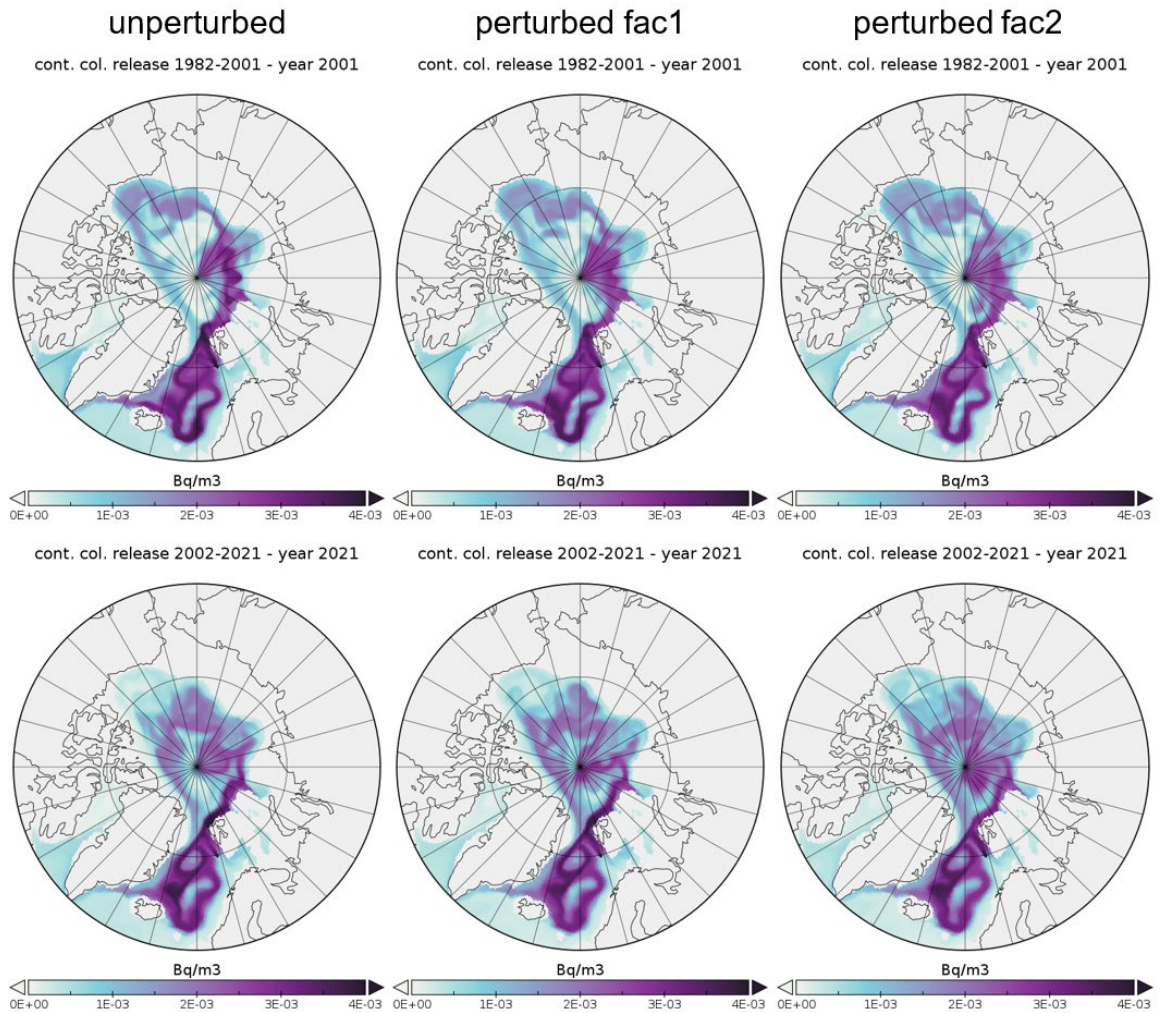 unperturbed perturbed fac1 perturbed fac2
cont. col. release 1982-2001 - year 2001 cont. col. release 1982-2001 - year 2001 cont. col. release 1982-2001 - year 2001
Bq/m3 Bq/m3 Bq/m3
0E+00 1E-03 2E-03 3E-03 4E-03 0E+00 1E-03 2E-03 3E-03 4E-03 0E+00 1E-03 2E-03 3E-03 4E-03
cont. col. release 2002-2021 - year 2021 cont. col. release 2002-2021 - year 2021 cont. col. release 2002-2021 - year 2021
Bq/m3 Bq/m3 Bq/m3
0E+00 1E-03 2E-03 3E-03 4E-03 0E+00 1E-03 2E-03 3E-03 4E-03 0E+00 1E-03 2E-03 3E-03 4E-03